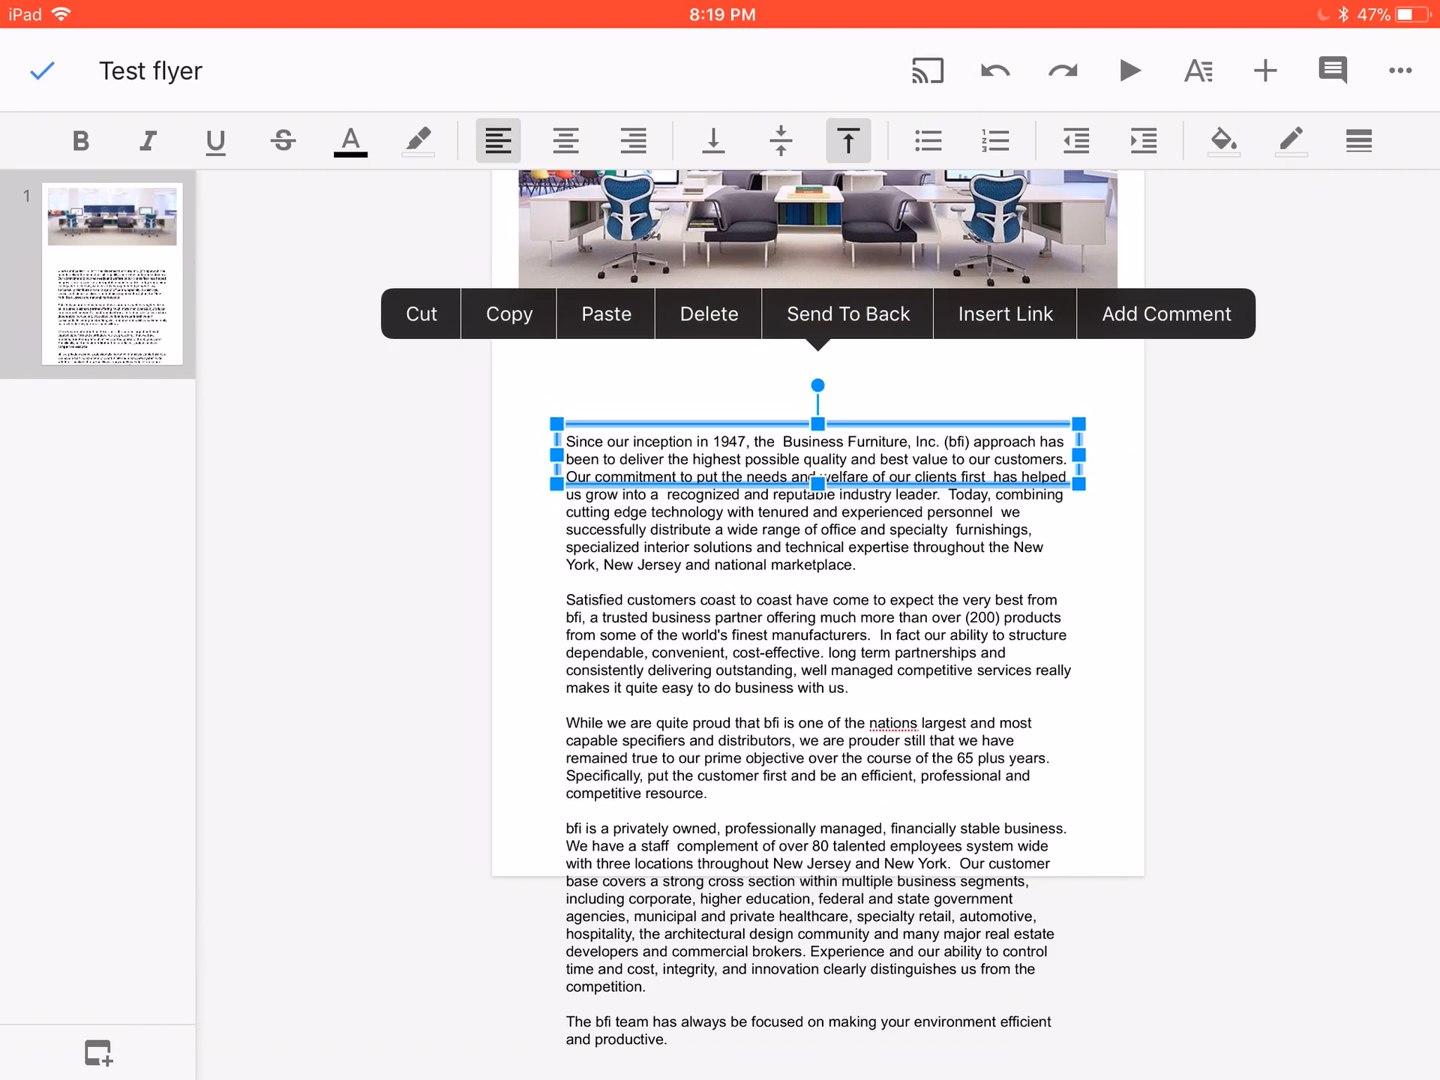 iPad
8:19 PM
47%
Test flyer
1
Cut Copy Paste Delete Send To Back Insert Link Add Comment
Since our inception in 1947, the  Business Furniture, Inc. (bfi) approach has
been to deliver the highest possible quality and best value to our customers.
Our commitment to put the needs and welfare of our clients first  has helped
us grow into a  recognized and reputable industry leader.  Today, combining
cutting edge technology with tenured and experienced personnel  we
successfully distribute a wide range of office and specialty  furnishings,
specialized interior solutions and technical expertise throughout the New
York, New Jersey and national marketplace.
Satisfied customers coast to coast have come to expect the very best from
bfi, a trusted business partner offering much more than over (200) products
from some of the world's finest manufacturers.  In fact our ability to structure
dependable, convenient, cost-effective. long term partnerships and
consistently delivering outstanding, well managed competitive services really
makes it quite easy to do business with us.
While we are quite proud that bfi is one of the nations largest and most
capable specifiers and distributors, we are prouder still that we have
remained true to our prime objective over the course of the 65 plus years.
Specifically, put the customer first and be an efficient, professional and
competitive resource.
bfi is a privately owned, professionally managed, financially stable business.
We have a staff  complement of over 80 talented employees system wide
with three locations throughout New Jersey and New York.  Our customer
base covers a strong cross section within multiple business segments,
including corporate, higher education, federal and state government
agencies, municipal and private healthcare, specialty retail, automotive,
hospitality, the architectural design community and many major real estate
developers and commercial brokers. Experience and our ability to control
time and cost, integrity, and innovation clearly distinguishes us from the
competition.
The bfi team has always be focused on making your environment efficient
and productive.